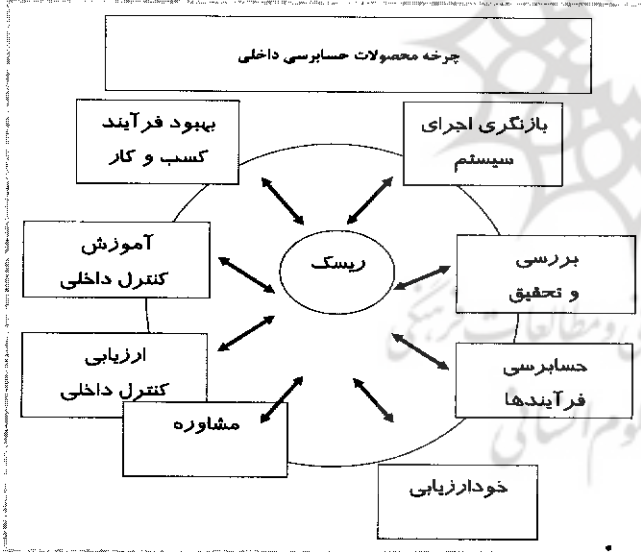 چرخه محصولات حسابرسی داخلی
بازنگری اجرای
سیستم
بهبود فرآیند
کسب و کار
ریسک
بررسی
و تحقیق
آموزش
کنترل داخلی
حسابرسی
فرآیندها
ارزیابی
کنترل داخلی
مشاوره
خودارزیابی